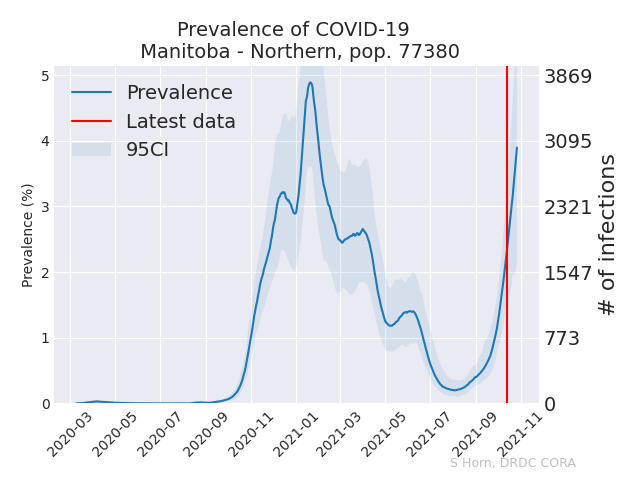 Prevalence of COVID-19
Manitoba - Northern, pop. 77380
Prevalence
Latest data
95CI
Prevalence (%)
5
4
3
2
1
0
3869
3095
2321
1547
773
0
# of infections
2020-03
2020-05
2020-07
2020-09
2020-11
2021-01
2021-03
2021-05
2021-07
2021-09
2021-11
S Horn, DRDC CORA